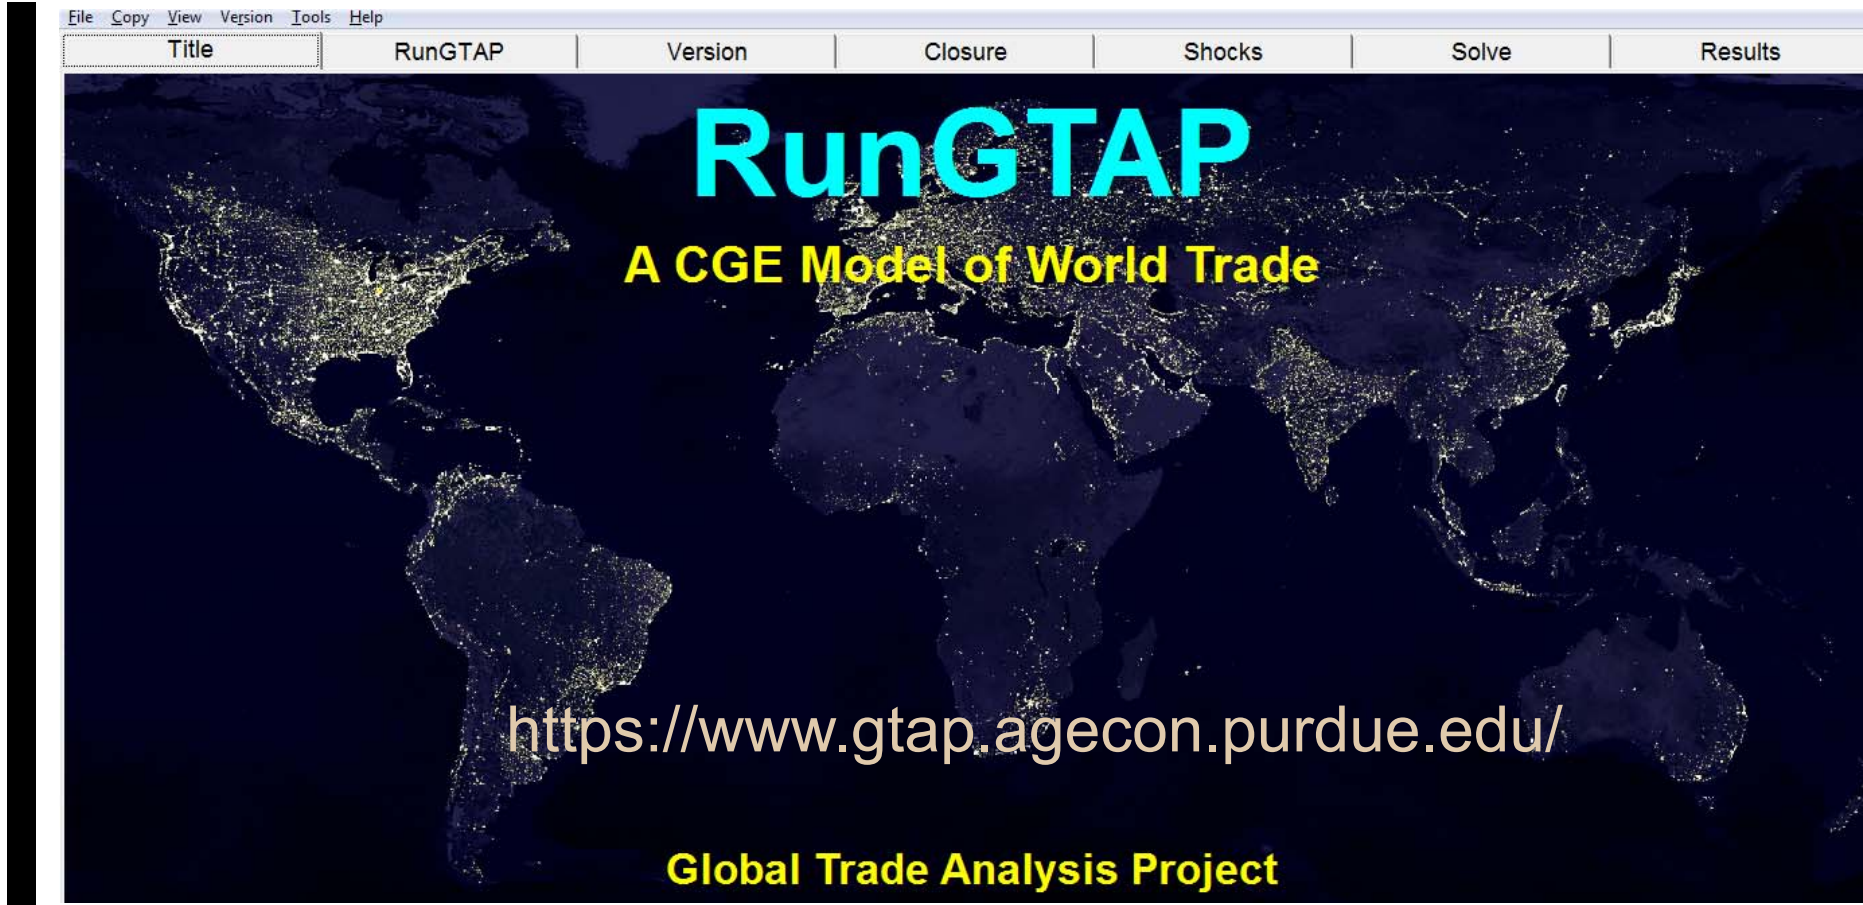 File Copy View Version Tools Help
Title RunGTAP Version Closure Shocks Solve Results
RunGTAP
A CGE Model of World Trade
https://www.gtap.agecon.purdue.edu/
Global Trade Analysis Project